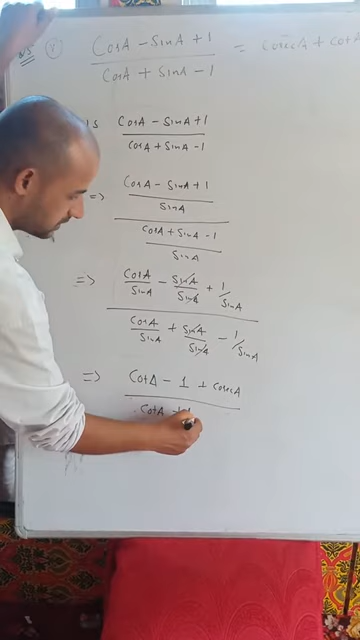 (8) CosA - SinA + 1 / CosA + SinA - 1 = CosecA + CotA
CosA - SinA + 1 / CosA + SinA - 1
=> CosA - SinA + 1 / SinA
CosA + SinA - 1 / SinA
=> CosA / SinA - SinA / SinA + 1 / SinA
CosA / SinA + SinA / SinA - 1 / SinA
=> CotA - 1 + CosecA
CotA +